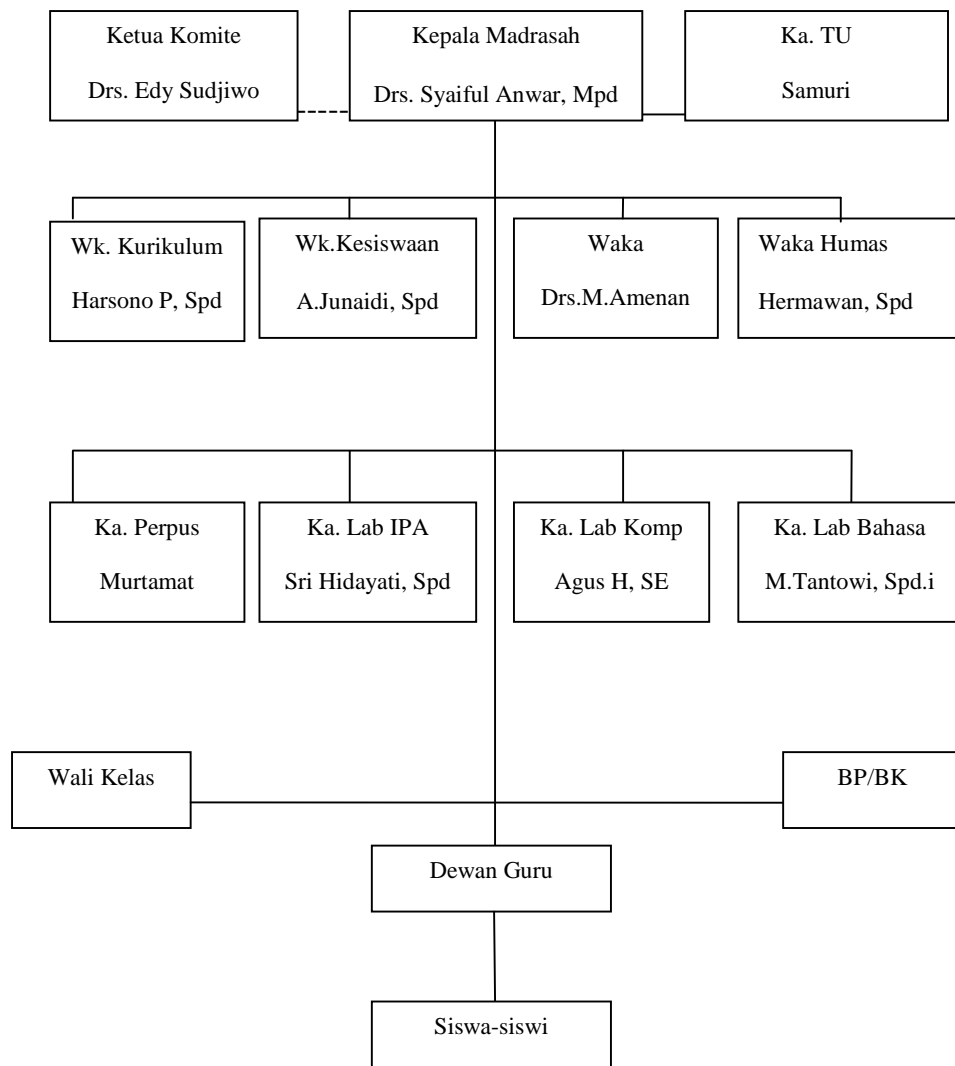 Ketua Komite
Drs. Edy Sudjiwo
Kepala Madrasah
Drs. Syaiful Anwar, Mpd
Ka. TU
Samuri
Wk. Kurikulum
Harsono P, Spd
Wk.Kesiswaan
A.Junaidi, Spd
Waka
Drs.M.Amenan
Waka Humas
Hermawan, Spd
Ka. Perpus
Murtamat
Ka. Lab IPA
Sri Hidayati, Spd
Ka. Lab Komp
Agus H, SE
Ka. Lab Bahasa
M.Tantowi, Spd.i
Wali Kelas
BP/BK
Dewan Guru
Siswa-siswi